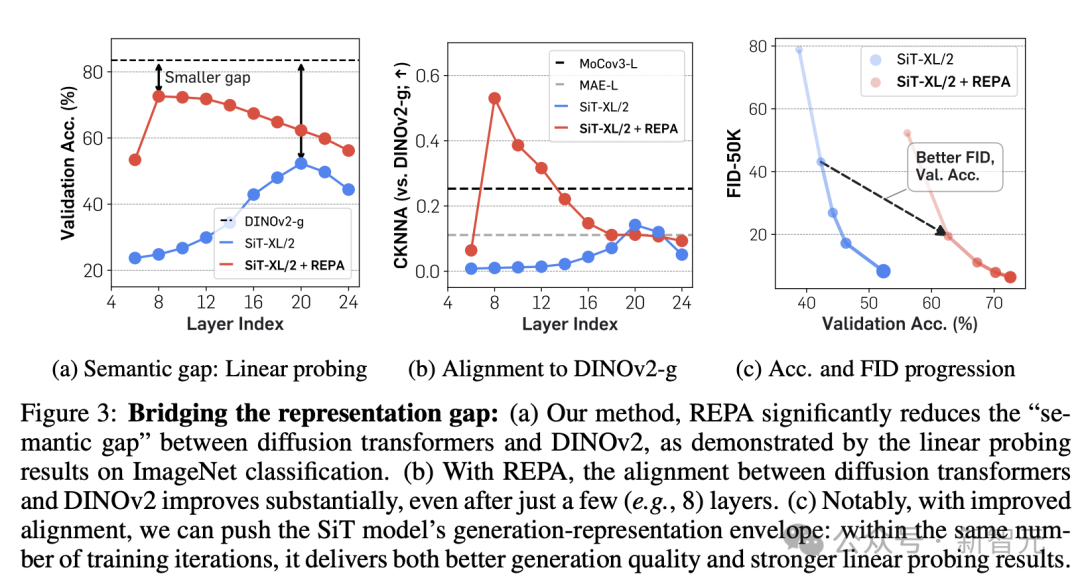 80
60
40
20
Validation Acc. (%)
Smaller gap
DINOv2-g
SiT-XL/2
SiT-XL/2 + REPA
4 8 12 16 20 24
Layer Index
(a) Semantic gap: Linear probing
0.6
0.4
0.2
0.0
CKNNA (vs. DINOv2-g; ↑)
MoCov3-L
MAE-L
SiT-XL/2
SiT-XL/2 + REPA
4 8 12 16 20 24
Layer Index
(b) Alignment to DINOv2-g
80
60
40
20
FID-50K
SiT-XL/2
SiT-XL/2 + REPA
Better FID,
Val. Acc.
40 50 60 70
Validation Acc. (%)
(c) Acc. and FID progression
Figure 3: Bridging the representation gap: (a) Our method, REPA significantly reduces the “se-
mantic gap” between diffusion transformers and DINOv2, as demonstrated by the linear probing
results on ImageNet classification. (b) With REPA, the alignment between diffusion transformers
and DINOv2 improves substantially, even after just a few (e.g., 8) layers. (c) Notably, with improved
alignment, we can push the SiT model’s generation-representation envelope: within the same num-
ber of training iterations, it delivers both better generation quality and stronger linear probing results.
公众号 · 新智元